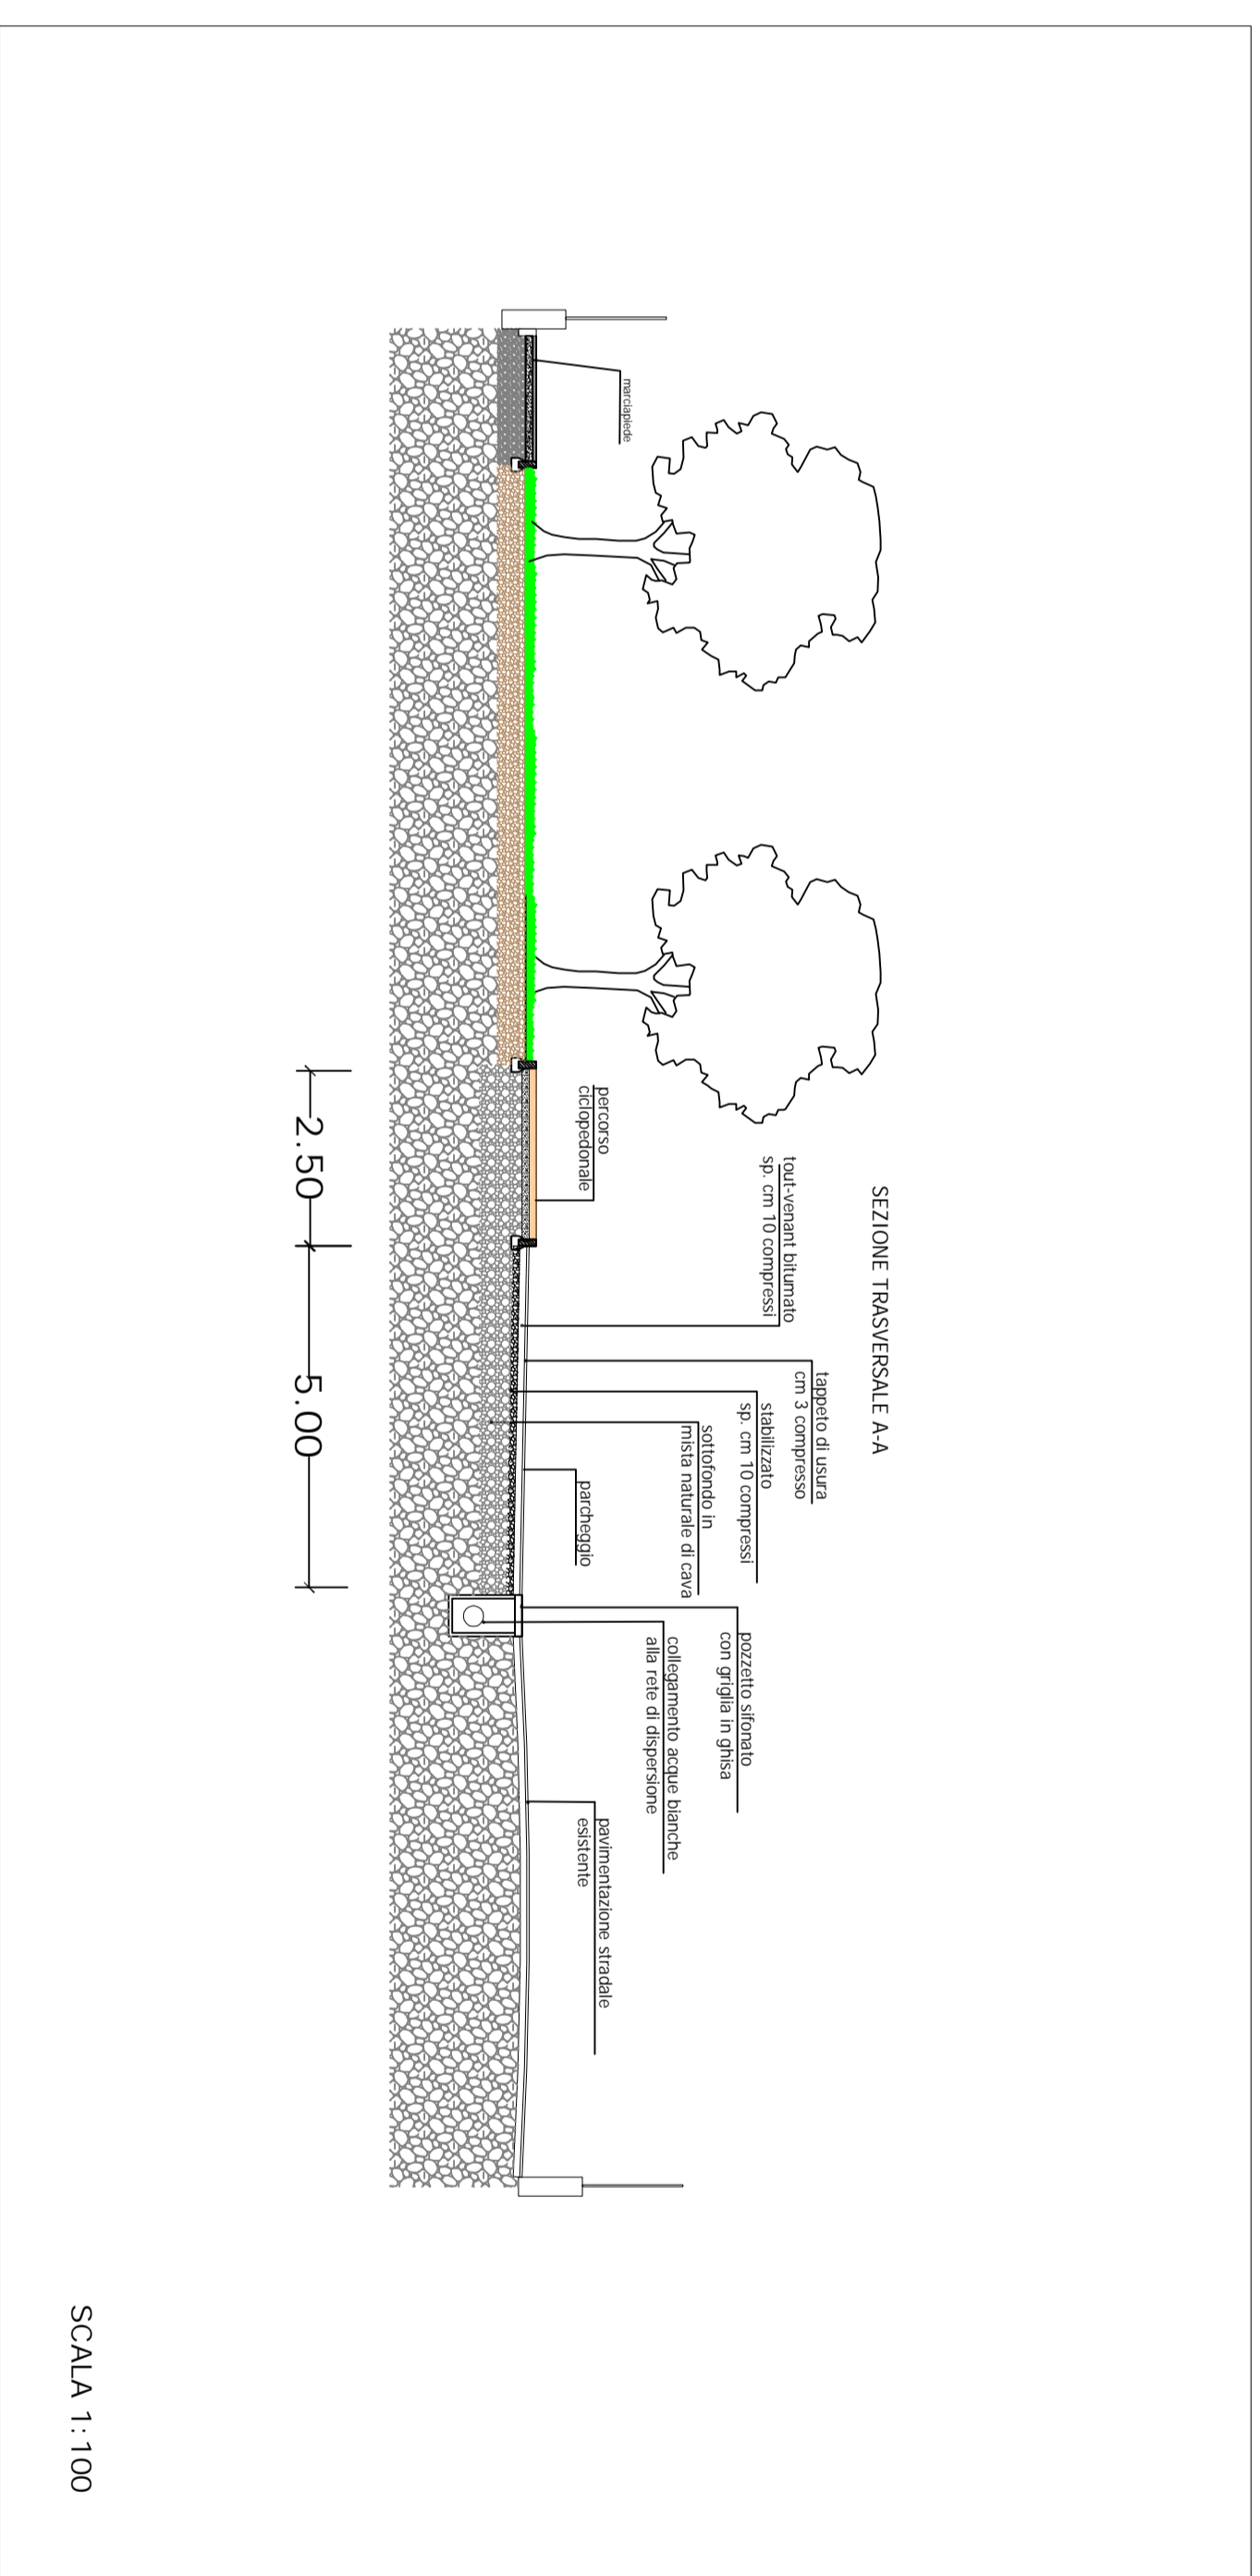 SEZIONE TRASVERSALE A-A
marciapiede
percorso
ciclopedonale
tout-venant bitumato
sp. cm 10 compressi
tappeto di usura
cm 3 compresso
stabilizzato
sp. cm 10 compressi
sottofondo in
mista naturale di cava
parcheggio
pozzetto sifonato
con griglia in ghisa
collegamento acque bianche
alla rete di dispersione
pavimentazione stradale
esistente
2.50
5.00
SCALA 1:100